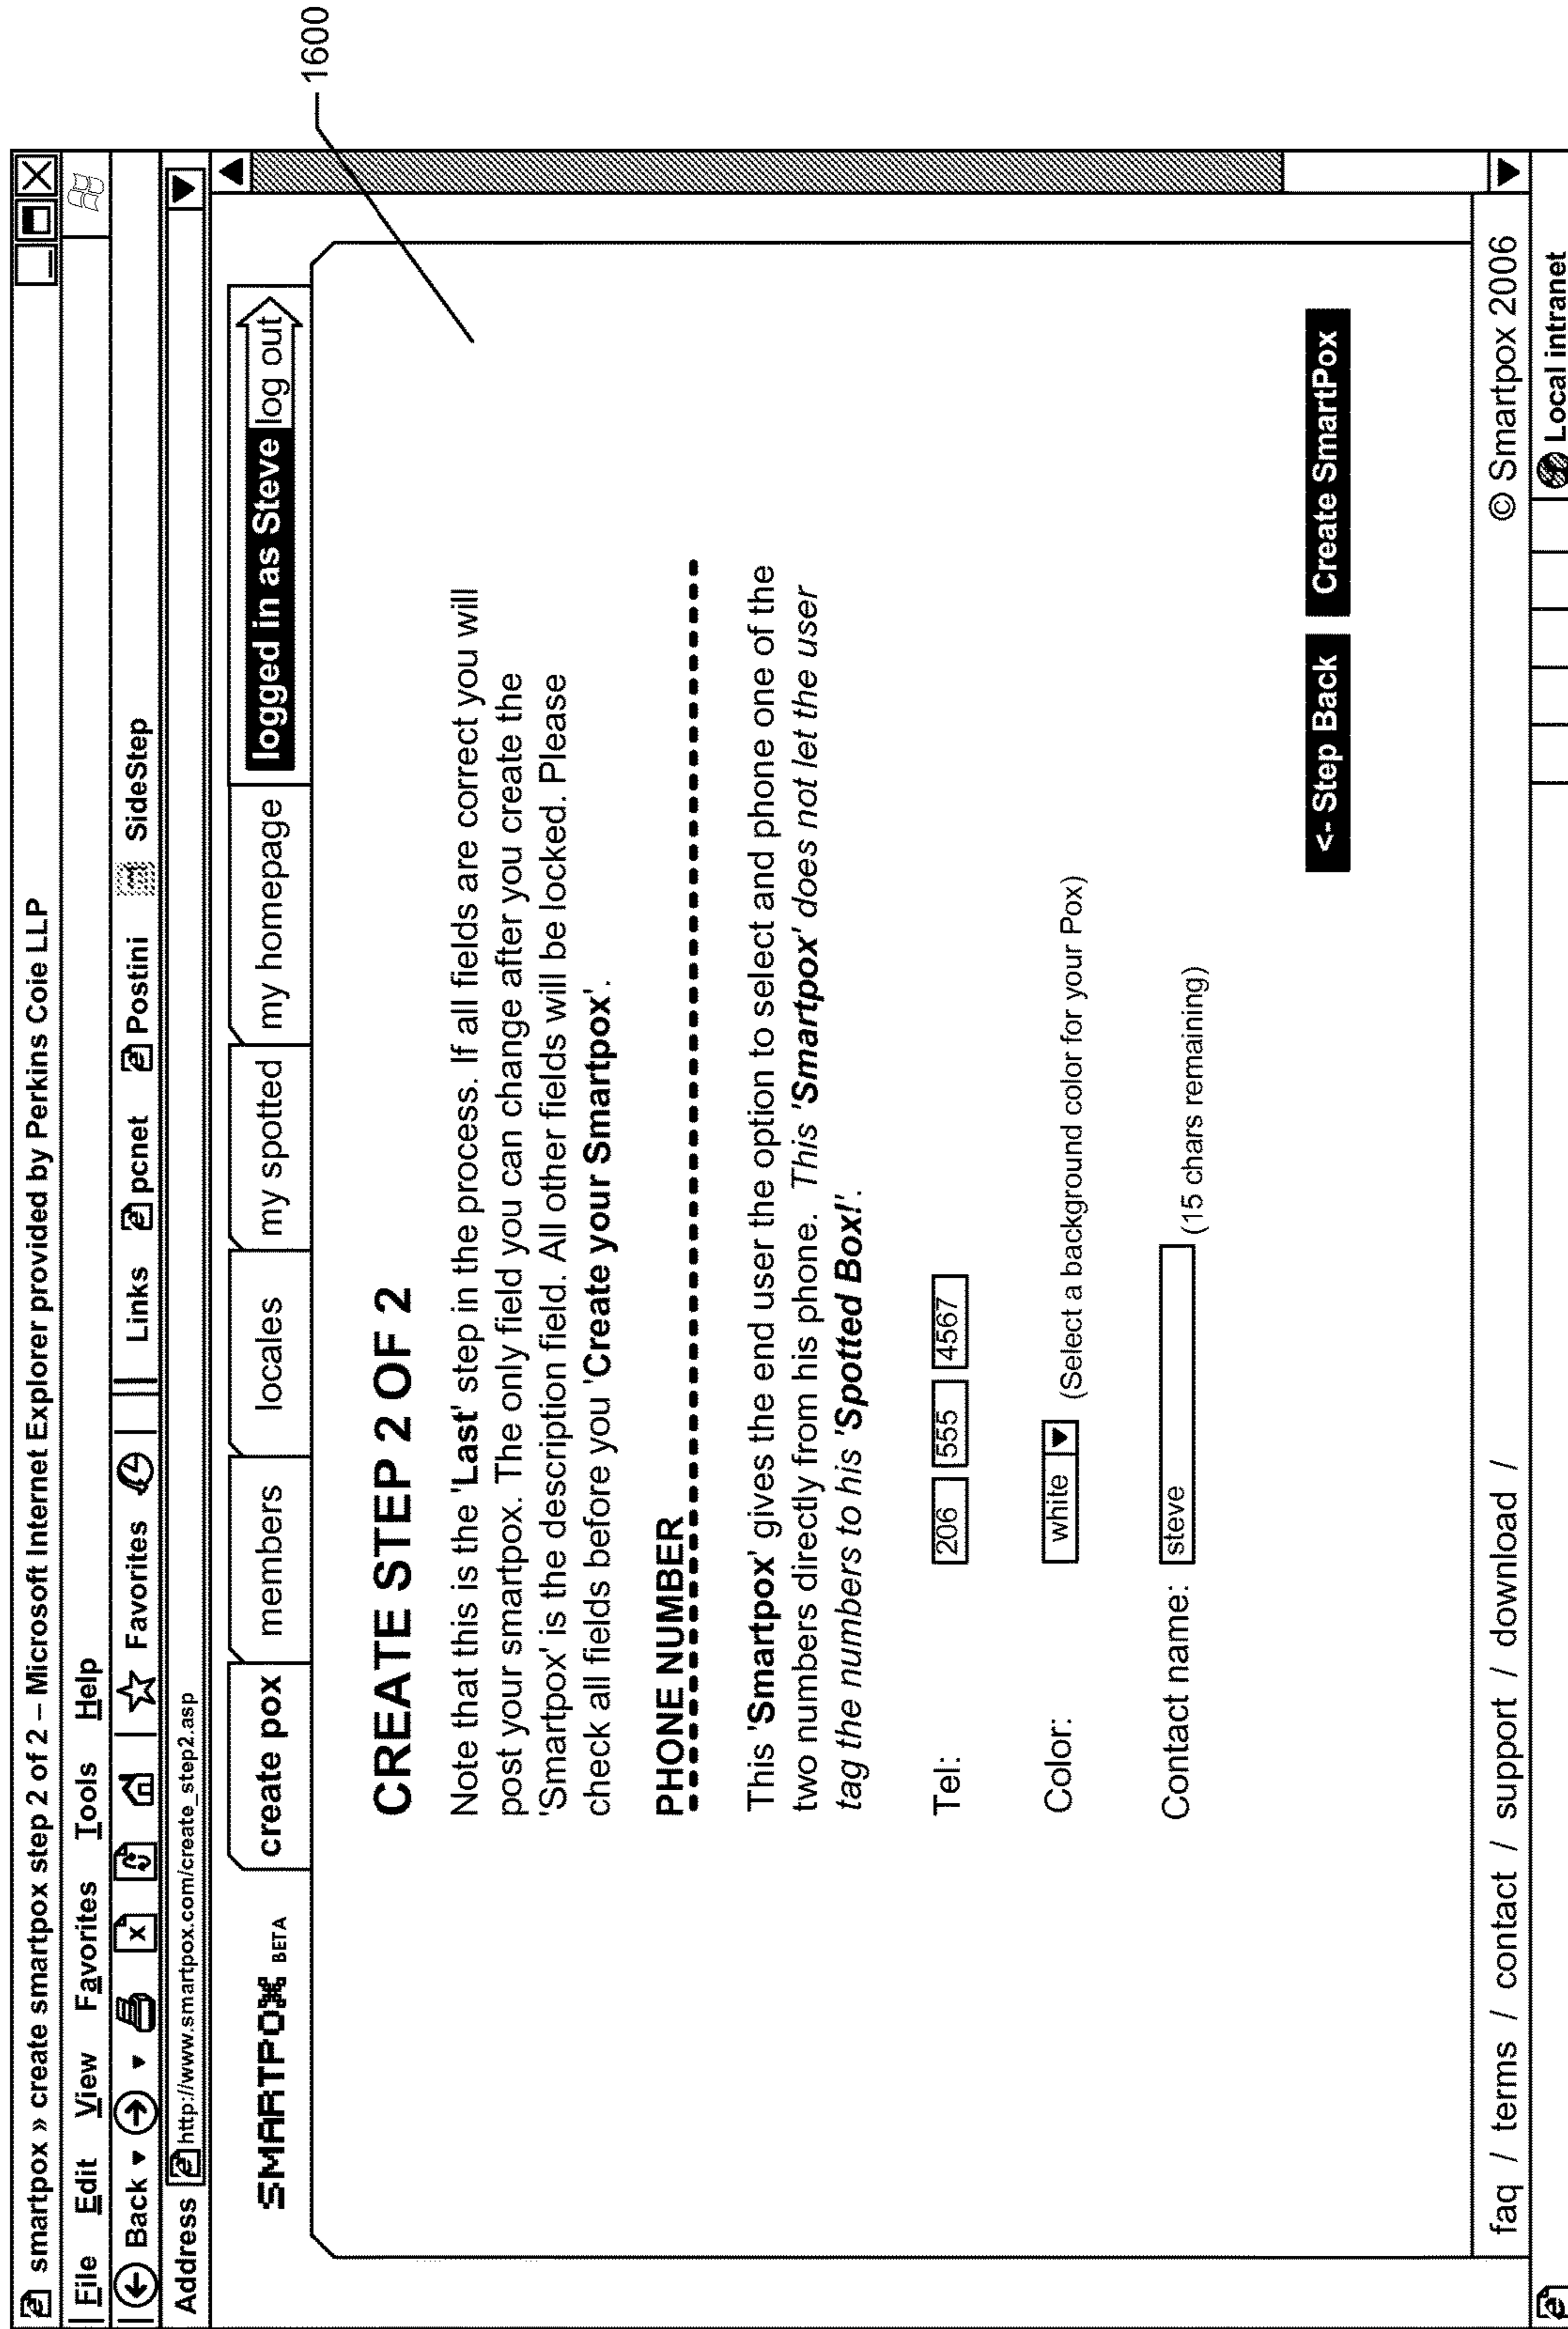 smartpox » create smartpox step 2 of 2 – Microsoft Internet Explorer provided by Perkins Coie LLP
File Edit View Favorites Tools Help
Back Favorites Links pcnet Postini SideStep
Address http://www.smartpox.com/create_step2.asp
SMARTPOX BETA create pox members locales my spotted my homepage logged in as Steve log out
1600
CREATE STEP 2 OF 2
Note that this is the 'Last' step in the process. If all fields are correct you will
post your smartpox. The only field you can change after you create the
'Smartpox' is the description field. All other fields will be locked. Please
check all fields before you 'Create your Smartpox'.
PHONE NUMBER
This 'Smartpox' gives the end user the option to select and phone one of the
two numbers directly from his phone. This 'Smartpox' does not let the user
tag the numbers to his 'Spotted Box!'.
Tel: 206 555 4567
Color: white (Select a background color for your Pox)
Contact name: steve (15 chars remaining)
<- Step Back Create SmartPox
faq / terms / contact / support / download / © Smartpox 2006
Local intranet